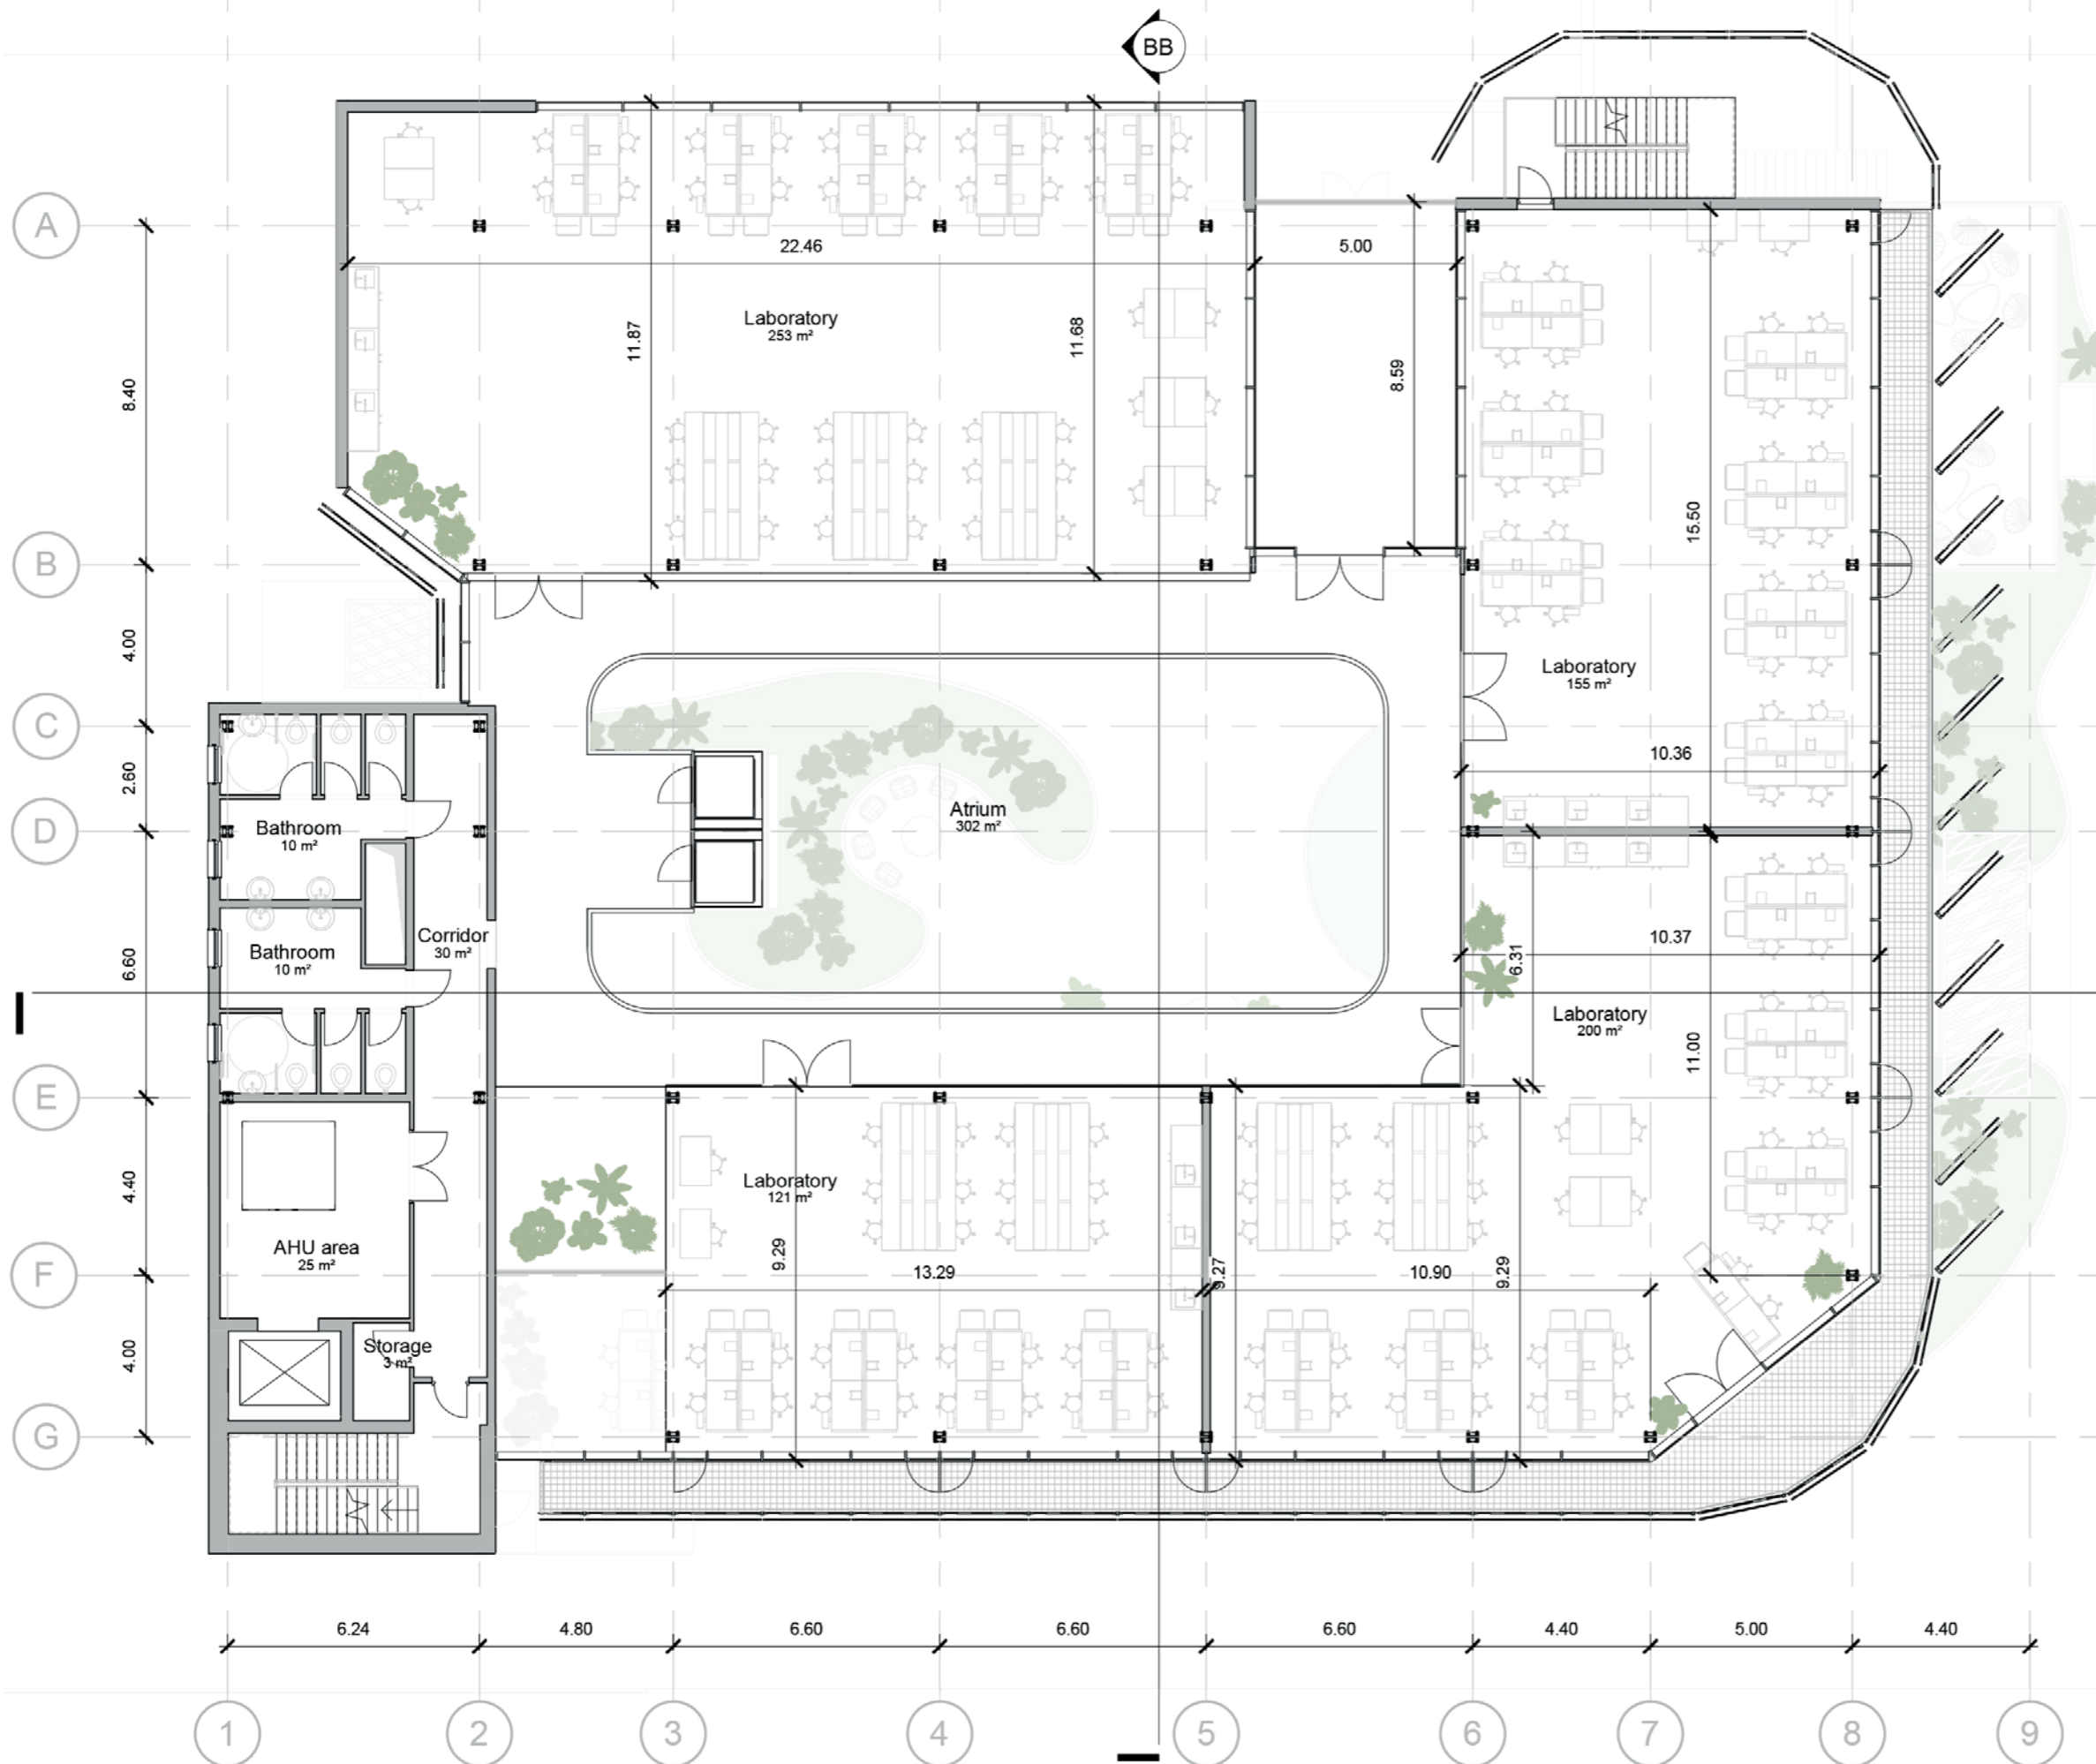 BB
A
22.46
5.00
Laboratory
253 m²
11.87
11.68
8.59
8.40
15.50
B
4.00
Laboratory
155 m²
C
10.36
2.60
Atrium
302 m²
D
Bathroom
10 m²
Corridor
30 m²
Bathroom
10 m²
10.37
6.31
6.60
Laboratory
200 m²
11.00
E
4.40
Laboratory
121 m²
AHU area
25 m²
9.29
13.29
9.27
10.90
9.29
F
Storage
3 m²
4.00
G
6.24
4.80
6.60
6.60
6.60
4.40
5.00
4.40
1
2
3
4
5
6
7
8
9